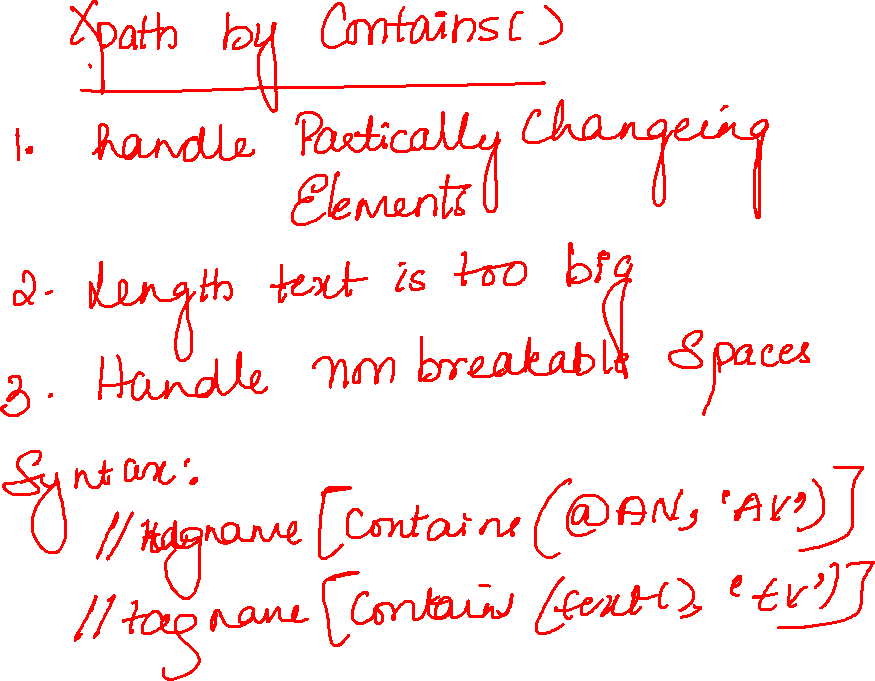 Xpath by Contains()
1. handle Partically Changeing
Elements
2. Length text is too big
3. Handle non breakable Spaces
Syntax:
//tagname[Contains(@AN, 'AV')]
//tagname[Contains(text(), 'tv')]